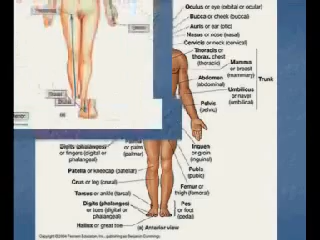 Oculus or eye (orbital or ocular)
Bucca or cheek (buccal)
Auris or ear (otic)
Nasus or nose (nasal)
Cervicis or neck (cervical)
Thoracis or
thorax, chest
(thoracic)
Mamma
or breast
(mammary)
Trunk
Abdomen
(abdominal)
Umbilicus
or navel
(umbilical)
Pelvis
(pelvic)
Digits (phalanges)
or fingers (digital or
phalangeal)
Palma or
palm
(palmar)
Inguen
or groin
(inguinal)
Patella or kneecap (patellar)
Pubis
(pubic)
Crus or leg (crural)
Femur or
thigh (femoral)
Tarsus or ankle (tarsal)
Digits (phalanges)
or toes (digital or
phalangeal)
Pes or
foot
(pedal)
Hallux or great toe
(a) Anterior view